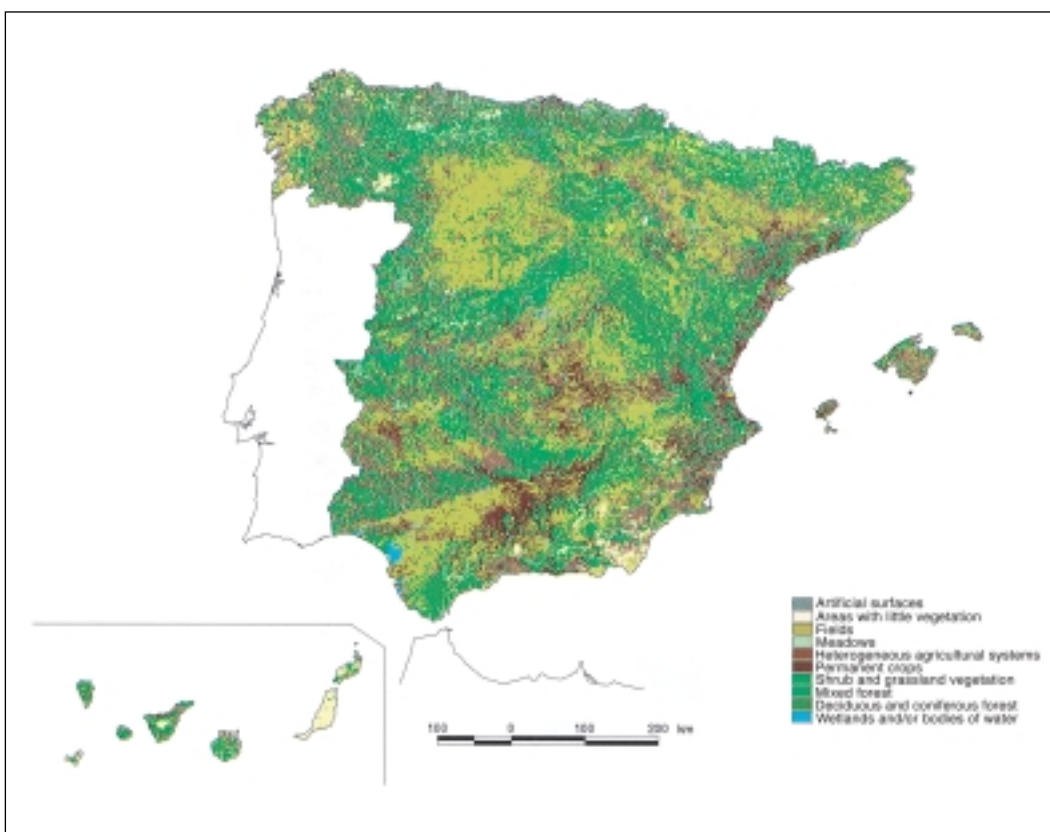 Artificial surfaces
Areas with little vegetation
Fields
Meadows
Heterogeneous agricultural systems
Permanent crops
Shrub and grassland vegetation
Mixed forest
Deciduous and coniferous forest
Wetlands and/or bodies of water
100 0 100 200 km